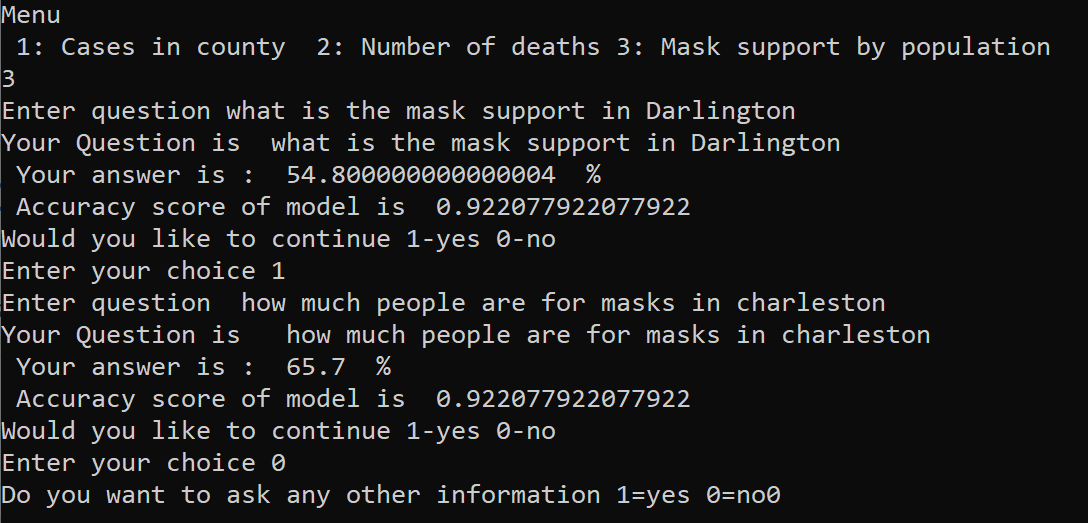 Menu
1: Cases in county  2: Number of deaths 3: Mask support by population
3
Enter question what is the mask support in Darlington
Your Question is  what is the mask support in Darlington
Your answer is :  54.800000000000004  %
Accuracy score of model is  0.922077922077922
Would you like to continue 1-yes 0-no
Enter your choice 1
Enter question  how much people are for masks in charleston
Your Question is   how much people are for masks in charleston
Your answer is :  65.7  %
Accuracy score of model is  0.922077922077922
Would you like to continue 1-yes 0-no
Enter your choice 0
Do you want to ask any other information 1=yes 0=no0